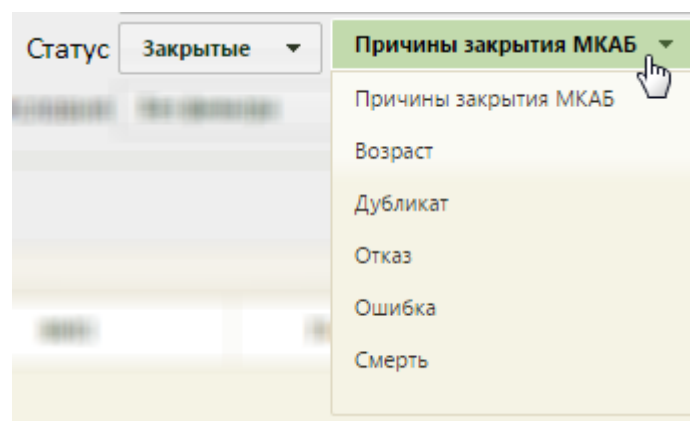 Статус Закрытые Причины закрытия МКАБ
Причины закрытия МКАБ
Возраст
Дубликат
Отказ
Ошибка
Смерть